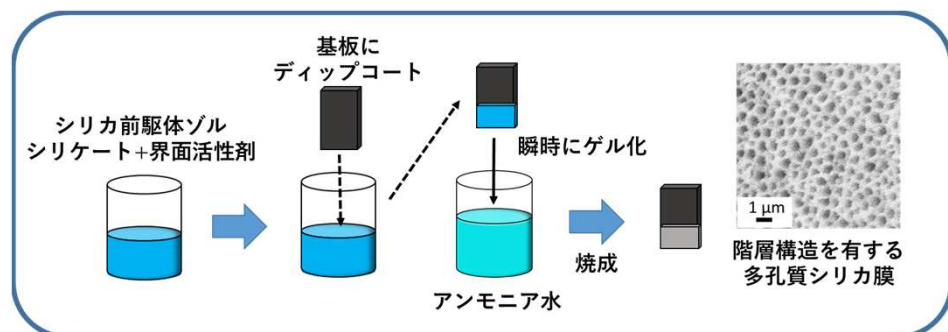 シリカ前駆体ゾル
シリケート+界面活性剤
基板に
ディップコート
瞬時にゲル化
アンモニア水
焼成
1 μm
階層構造を有する
多孔質シリカ膜